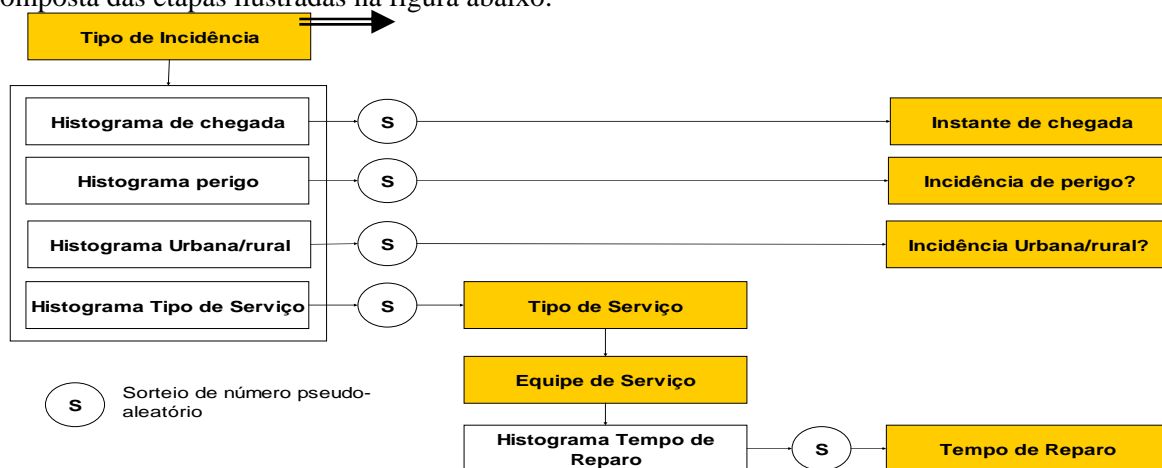 omposta das etapas ilustradas na figura abaixo.
Tipo de Incidência
Histograma de chegada
S
Instante de chegada
Histograma perigo
S
Incidência de perigo?
Histograma Urbana/rural
S
Incidência Urbana/rural?
Histograma Tipo de Serviço
S
Tipo de Serviço
Equipe de Serviço
S
Sorteio de número pseudo-
aleatório
Histograma Tempo de
Reparo
S
Tempo de Reparo